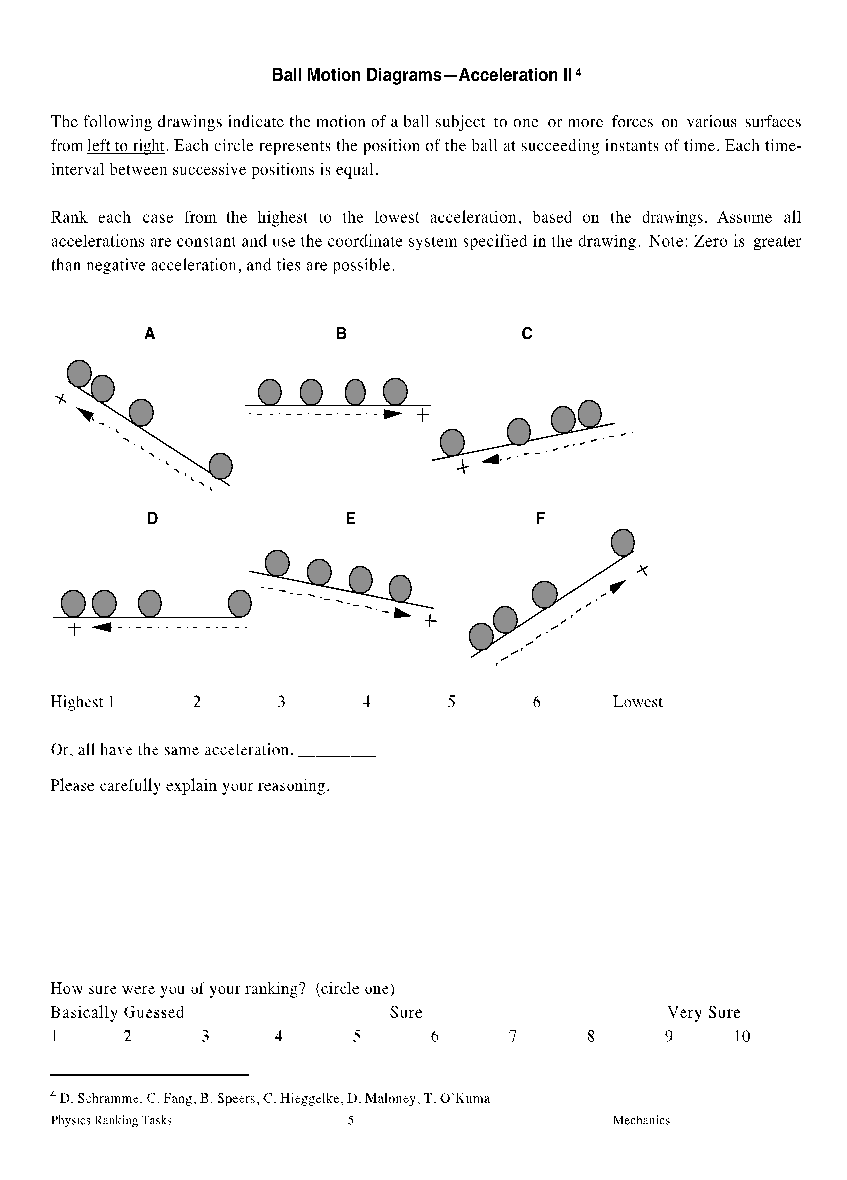 Ball Motion Diagrams—Acceleration II 4
The following drawings indicate the motion of a ball subject to one or more forces on various surfaces
from left to right. Each circle represents the position of the ball at succeeding instants of time. Each time-
interval between successive positions is equal.
Rank each case from the highest to the lowest acceleration, based on the drawings. Assume all
accelerations are constant and use the coordinate system specified in the drawing. Note: Zero is greater
than negative acceleration, and ties are possible.
A B C
+ + +
D E F
+ + +
Highest 1 2 3 4 5 6 Lowest
Or, all have the same acceleration. _________
Please carefully explain your reasoning.
How sure were you of your ranking? (circle one)
Basically Guessed Sure Very Sure
1 2 3 4 5 6 7 8 9 10
4 D. Schramme, C. Fang, B. Speers, C. Hieggelke, D. Maloney, T. O'Kuma
Physics Ranking Tasks 5 Mechanics